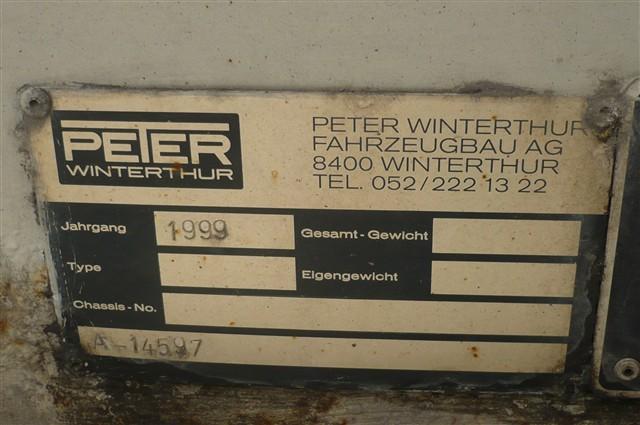 PETER
WINTERTHUR
PETER WINTERTHUR
FAHRZEUGBAU AG
8400 WINTERTHUR
TEL. 052/222 13 22
Jahrgang 1999 Gesamt-Gewicht
Type Eigengewicht
Chassis-No.
A-14597